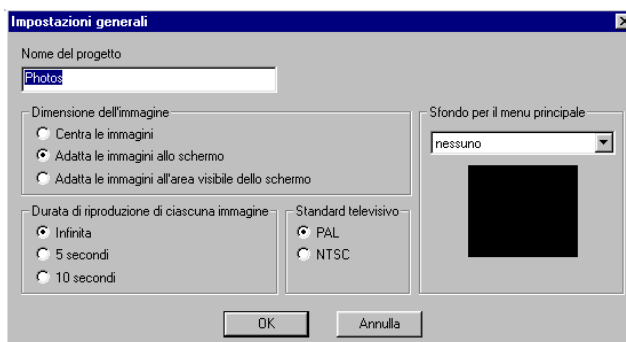 Impostazioni generali
Nome del progetto
Photos
Dimensione dell'immagine
Centra le immagini
Adatta le immagini allo schermo
Adatta le immagini all'area visibile dello schermo
Sfondo per il menu principale
nessuno
Durata di riproduzione di ciascuna immagine
Infinita
5 secondi
10 secondi
Standard televisivo
PAL
NTSC
OK
Annulla